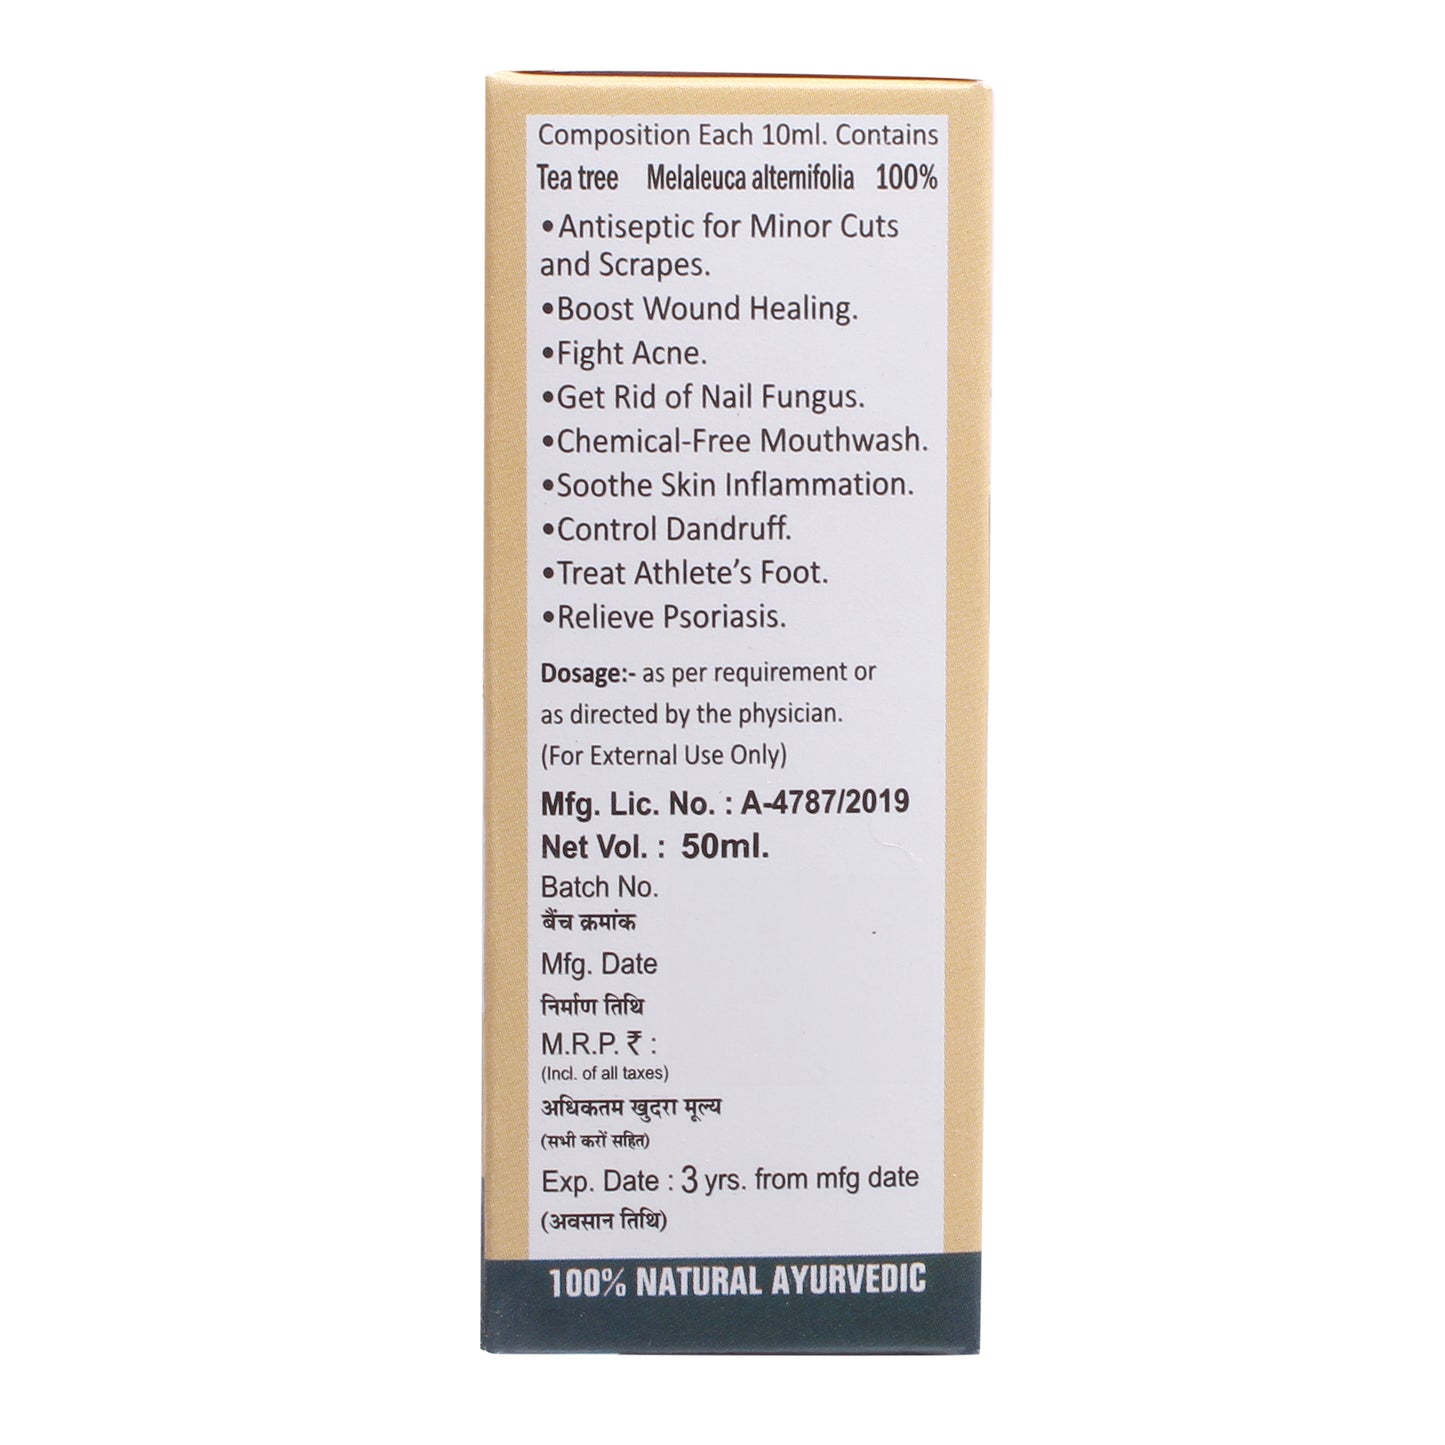 Composition Each 10ml. Contains
Tea tree Melaleuca alternifolia 100%
•Antiseptic for Minor Cuts
and Scrapes.
•Boost Wound Healing.
•Fight Acne.
•Get Rid of Nail Fungus.
•Chemical-Free Mouthwash.
•Soothe Skin Inflammation.
•Control Dandruff.
•Treat Athlete’s Foot.
•Relieve Psoriasis.
Dosage:- as per requirement or
as directed by the physician.
(For External Use Only)
Mfg. Lic. No. : A-4787/2019
Net Vol. : 50ml.
Batch No.
बैंच क्रमांक
Mfg. Date
निर्माण तिथि
M.R.P. ₹ :
(Incl. of all taxes)
अधिकतम खुदरा मूल्य
(सभी करों सहित)
Exp. Date : 3 yrs. from mfg date
(अवसान तिथि)
100% NATURAL AYURVEDIC